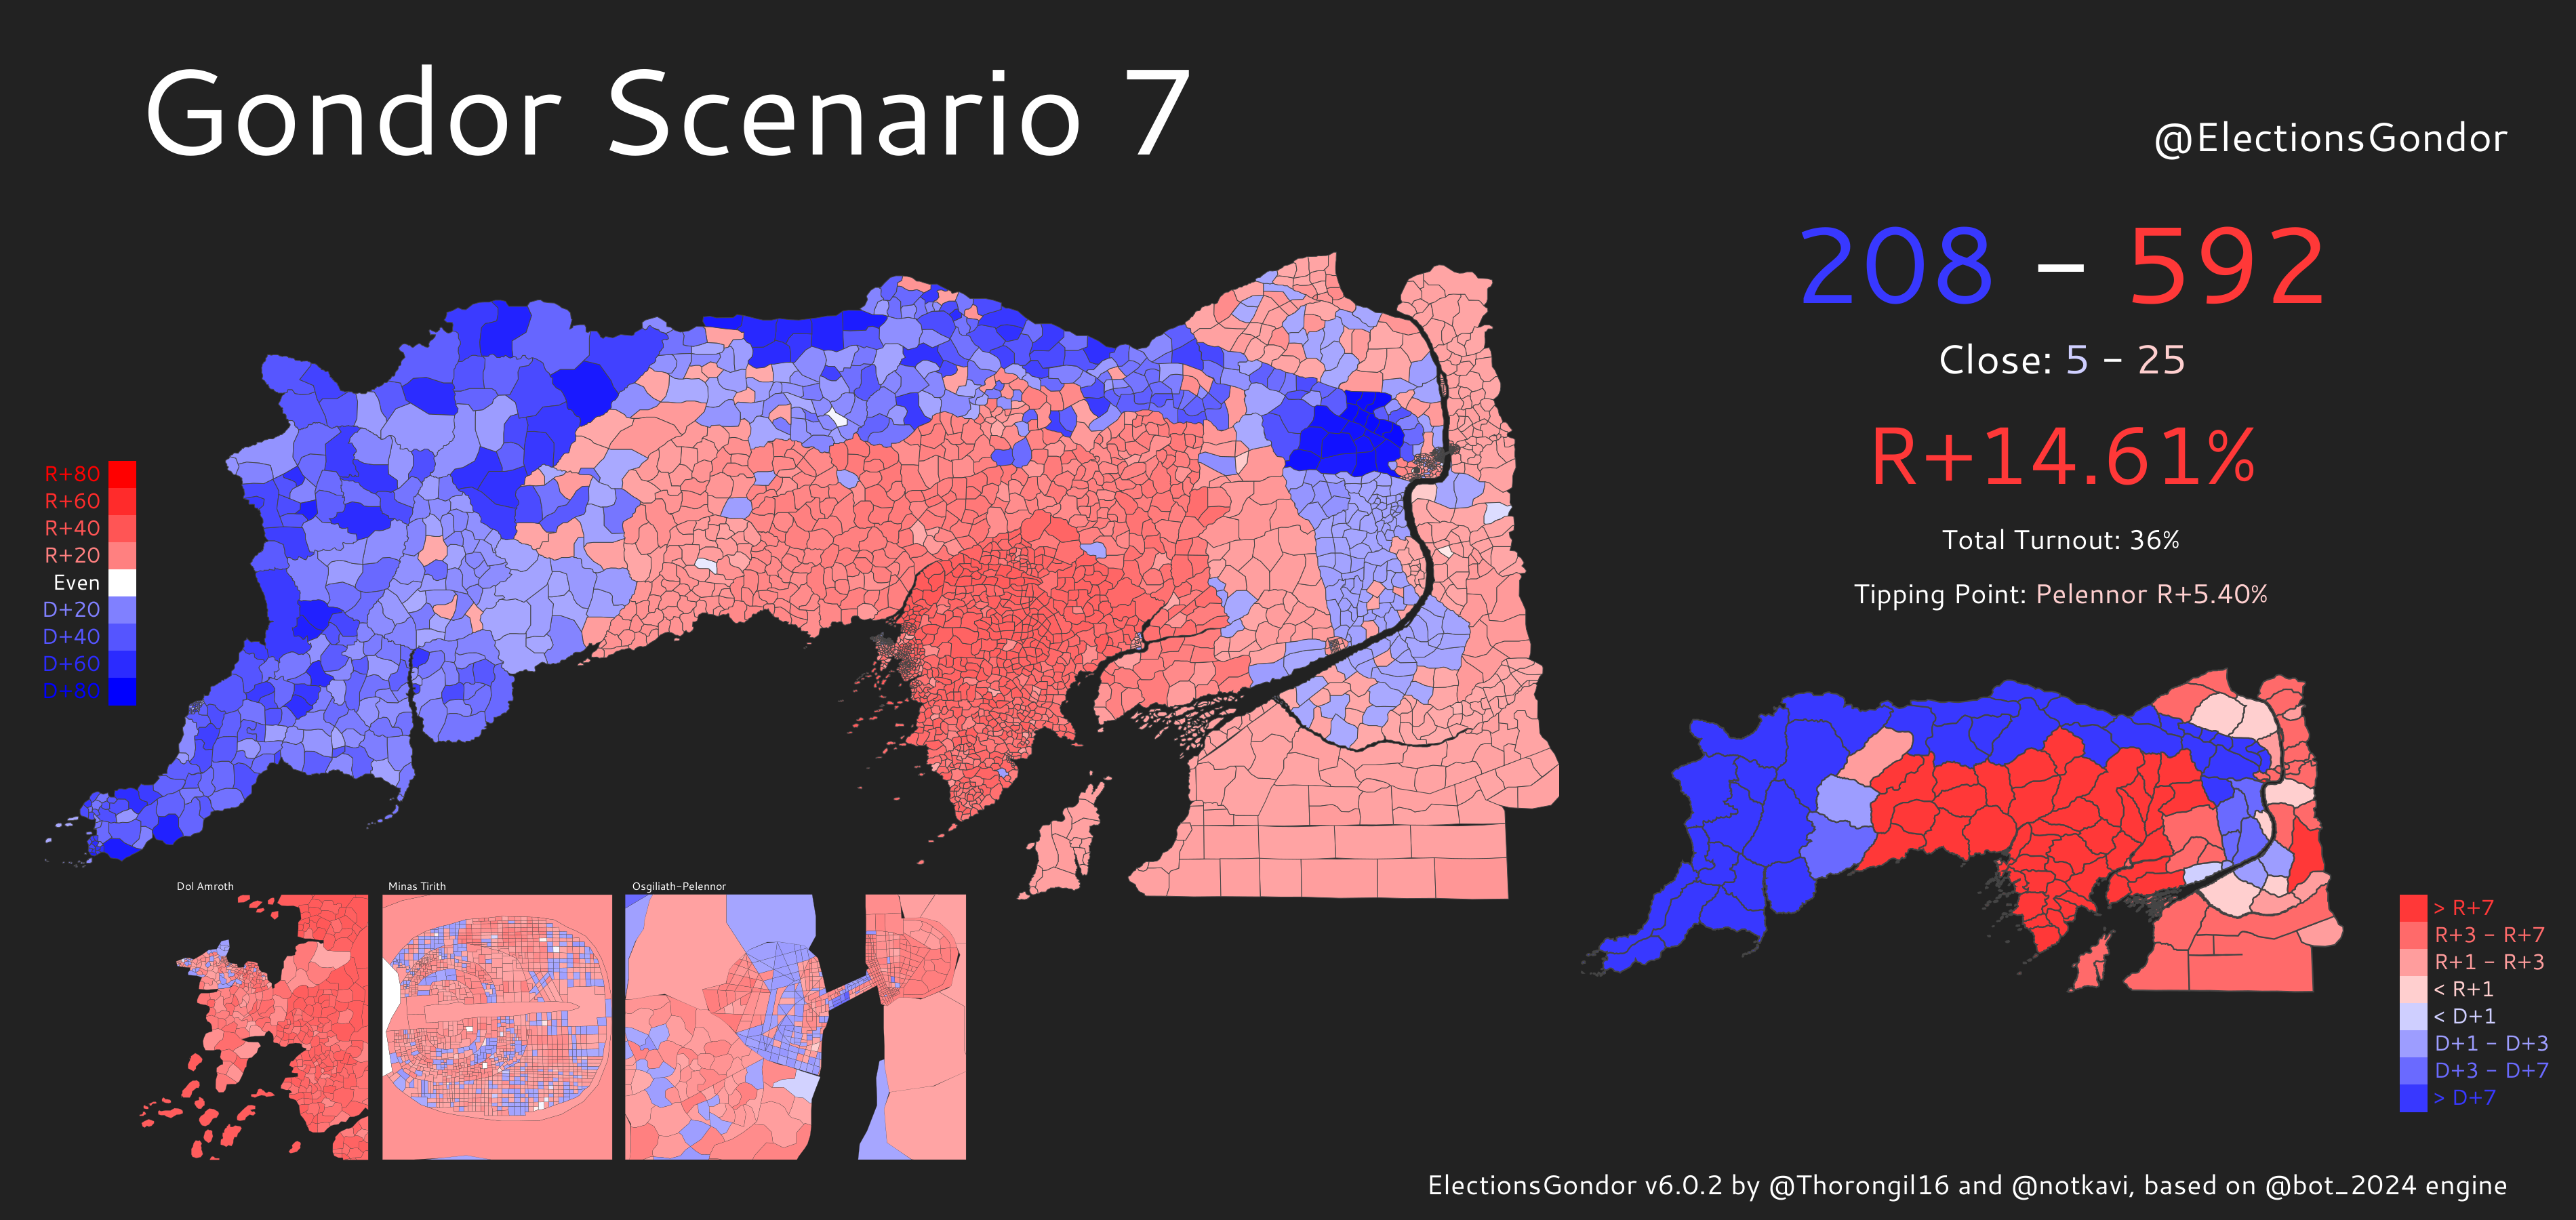 Gondor Scenario 7
@ElectionsGondor
208 – 592
Close: 5 – 25
R+14.61%
Total Turnout: 36%
Tipping Point: Pelennor R+5.40%
R+80
R+60
R+40
R+20
Even
D+20
D+40
D+60
D+80
Dol Amroth
Minas Tirith
Osgiliath-Pelennor
> R+7
R+3 - R+7
R+1 - R+3
< R+1
< D+1
D+1 - D+3
D+3 - D+7
> D+7
ElectionsGondor v6.0.2 by @Thorongil16 and @notkavi, based on @bot_2024 engine